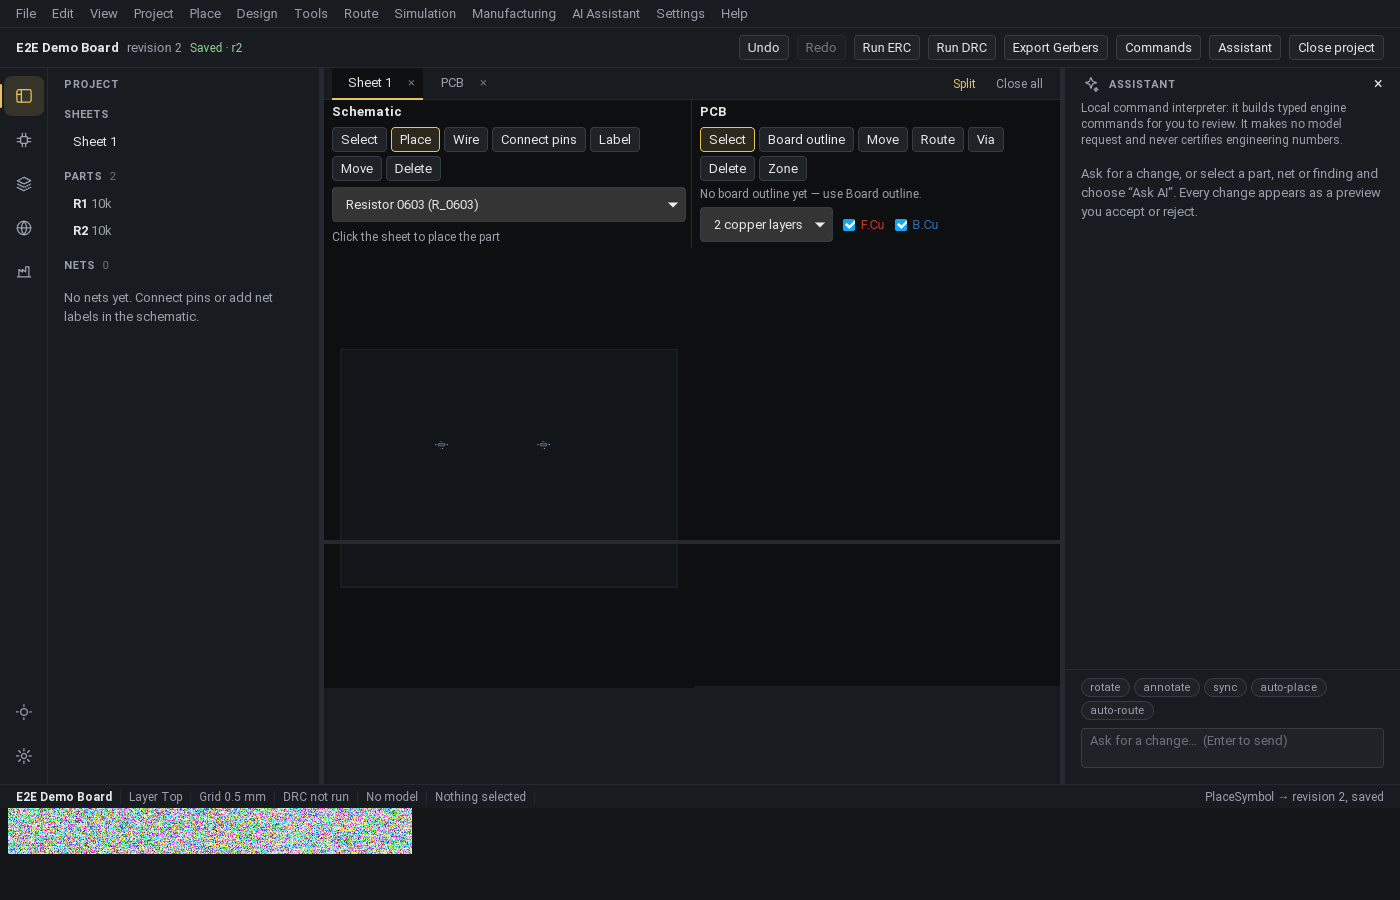 File Edit View Project Place Design Tools Route Simulation Manufacturing AI Assistant Settings Help
E2E Demo Board revision 2 Saved · r2 Undo Redo Run ERC Run DRC Export Gerbers Commands Assistant Close project
PROJECT
SHEETS
Sheet 1
PARTS 2
R1 10k
R2 10k
NETS 0
No nets yet. Connect pins or add net
labels in the schematic.
Sheet 1 × PCB × Split Close all
Schematic
Select Place Wire Connect pins Label
Move Delete
Resistor 0603 (R_0603)
Click the sheet to place the part
PCB
Select Board outline Move Route Via
Delete Zone
No board outline yet — use Board outline.
2 copper layers F.Cu B.Cu
ASSISTANT ×
Local command interpreter: it builds typed engine
commands for you to review. It makes no model
request and never certifies engineering numbers.
Ask for a change, or select a part, net or finding and
choose “Ask AI”. Every change appears as a preview
you accept or reject.
rotate annotate sync auto-place
auto-route
Ask for a change… (Enter to send)
E2E Demo Board Layer Top Grid 0.5 mm DRC not run No model Nothing selected PlaceSymbol → revision 2, saved